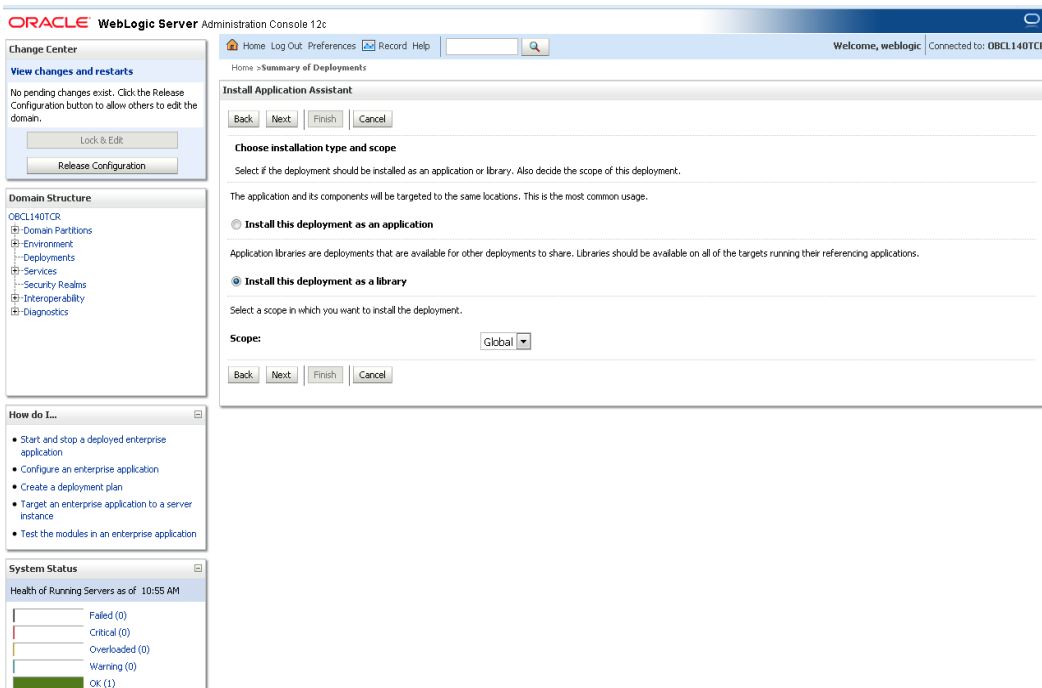 ORACLE WebLogic Server Administration Console 12c
Change Center
View changes and restarts
No pending changes exist. Click the Release
Configuration button to allow others to edit the
domain.
Lock & Edit
Release Configuration
Domain Structure
OBCL140TCR
Domain Partitions
Environment
Deployments
Services
Security Realms
Interoperability
Diagnostics
How do I...
Start and stop a deployed enterprise
application
Configure an enterprise application
Create a deployment plan
Target an enterprise application to a server
instance
Test the modules in an enterprise application
System Status
Health of Running Servers as of 10:55 AM
Failed (0)
Critical (0)
Overloaded (0)
Warning (0)
OK (1)
Home Log Out Preferences Record Help
Welcome, weblogic Connected to: OBCL140TCR
Home >Summary of Deployments
Install Application Assistant
Back Next Finish Cancel
Choose installation type and scope
Select if the deployment should be installed as an application or library. Also decide the scope of this deployment.
The application and its components will be targeted to the same locations. This is the most common usage.
Install this deployment as an application
Application libraries are deployments that are available for other deployments to share. Libraries should be available on all of the targets running their referencing applications.
Install this deployment as a library
Select a scope in which you want to install the deployment.
Scope: Global
Back Next Finish Cancel